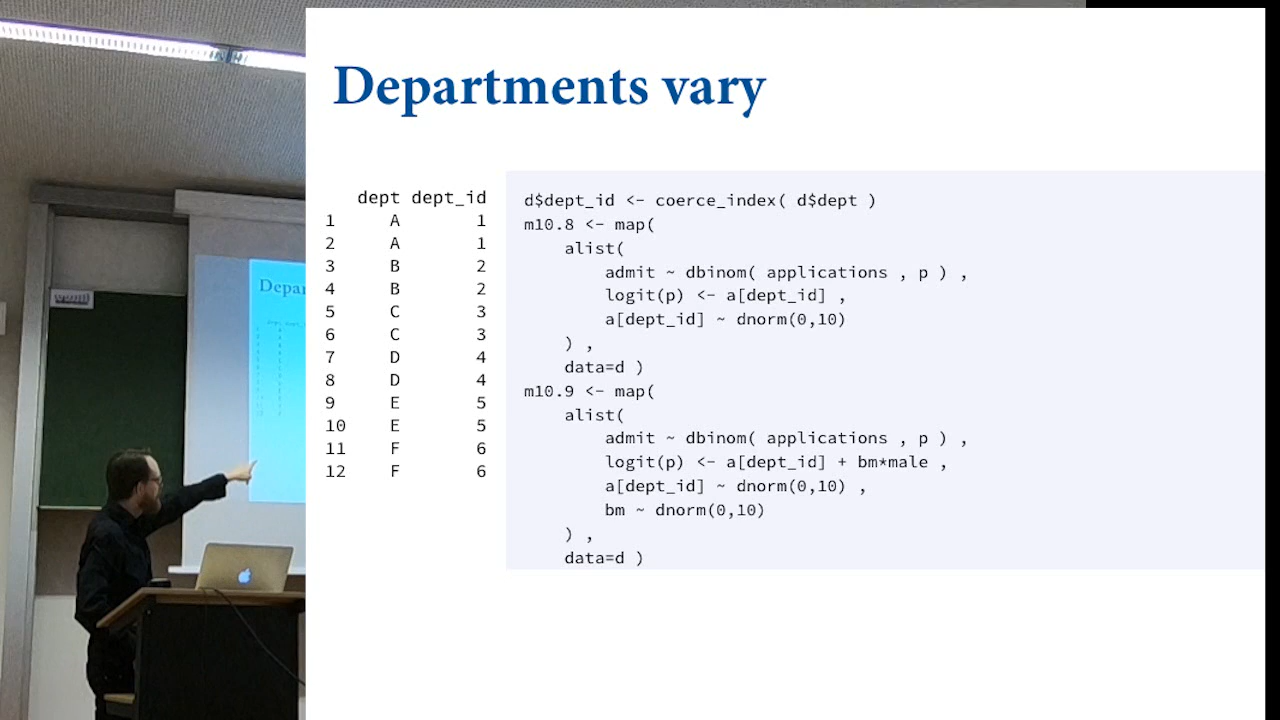 Departments vary
dept dept_id
1 A 1
2 A 1
3 B 2
4 B 2
5 C 3
6 C 3
7 D 4
8 D 4
9 E 5
10 E 5
11 F 6
12 F 6
d$dept_id <- coerce_index( d$dept )
m10.8 <- map(
alist(
admit ~ dbinom( applications , p ) ,
logit(p) <- a[dept_id] ,
a[dept_id] ~ dnorm(0,10)
) ,
data=d )
m10.9 <- map(
alist(
admit ~ dbinom( applications , p ) ,
logit(p) <- a[dept_id] + bm*male ,
a[dept_id] ~ dnorm(0,10) ,
bm ~ dnorm(0,10)
) ,
data=d )
Depar